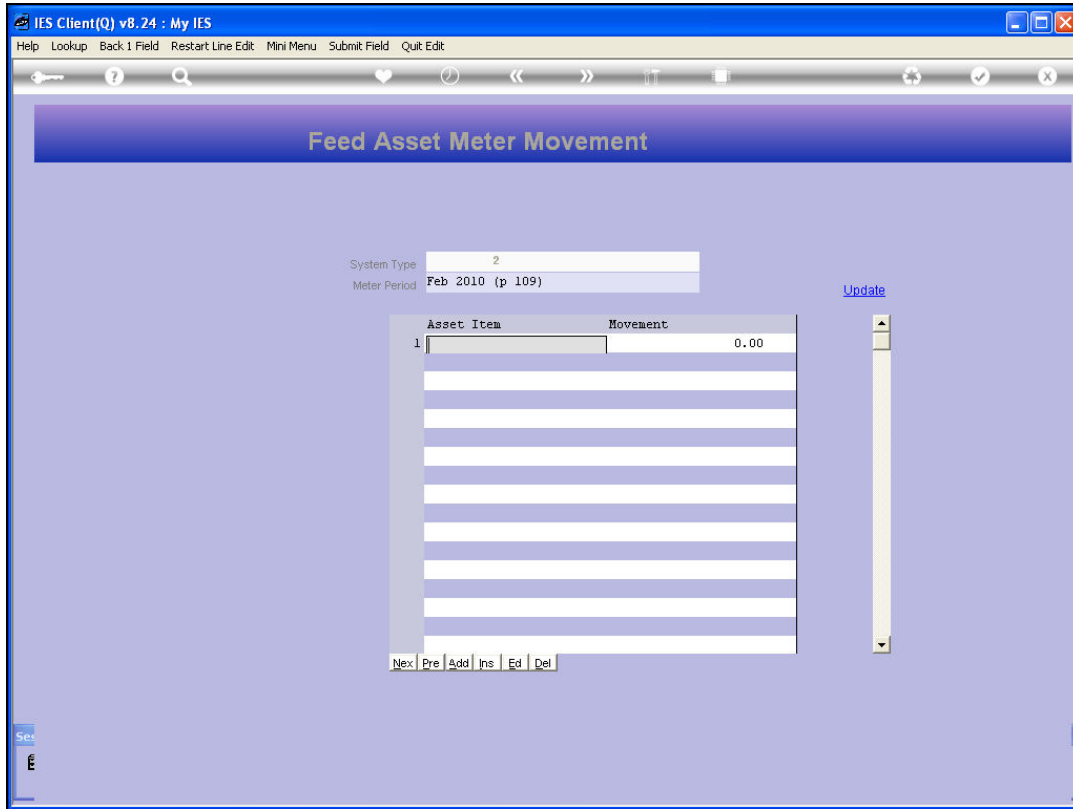 IES Client(Q) v8.24 : My IES
Help Lookup Back 1 Field Restart Line Edit Mini Menu Submit Field Quit Edit
Feed Asset Meter Movement
System Type 2
Meter Period Feb 2010 (p 109)
Update
Asset Item Movement
1 0.00
Nex Pre Add Ins Ed Del